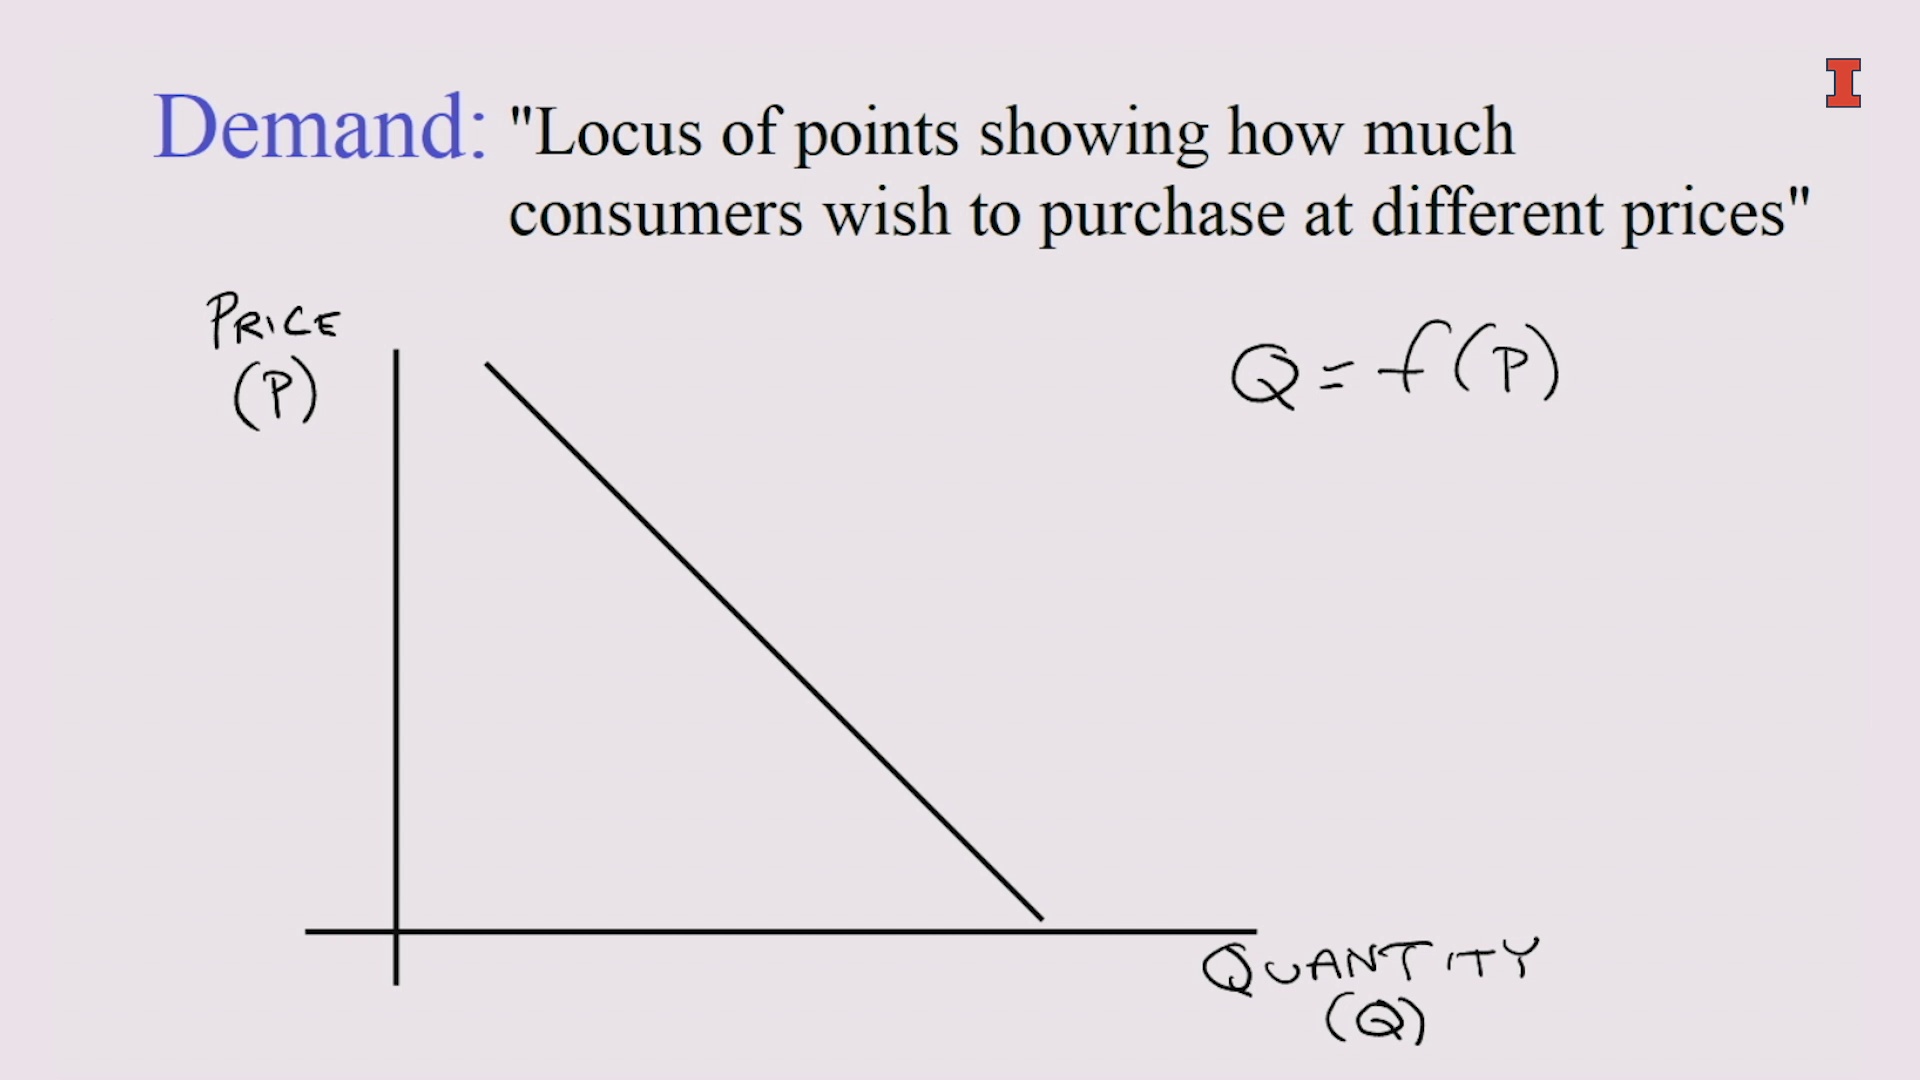 Demand: "Locus of points showing how much
consumers wish to purchase at different prices"
PRICE
(P)
Q = f(P)
QUANTITY
(Q)
I